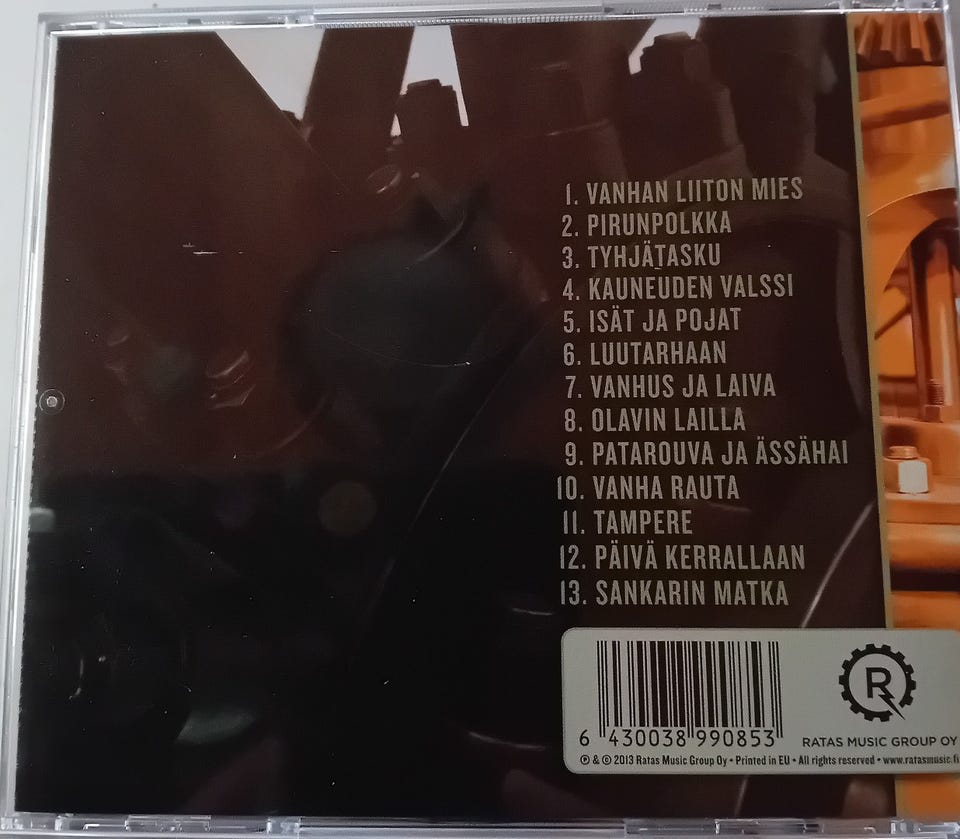 1. VANHAN LIITON MIES
2. PIRUNPOLKKA
3. TYHJÄTASKU
4. KAUNEUDEN VALSSI
5. ISÄT JA POJAT
6. LUUTARHAAN
7. VANHUS JA LAIVA
8. OLAVIN LAILLA
9. PATAROUVA JA ÄSSÄHAI
10. VANHA RAUTA
11. TAMPERE
12. PÄIVÄ KERRALLAAN
13. SANKARIN MATKA
R
6 430038 990853
RATAS MUSIC GROUP OY
℗ & © 2013 Ratas Music Group Oy • Printed in EU • All rights reserved • www.ratasmusic.fi